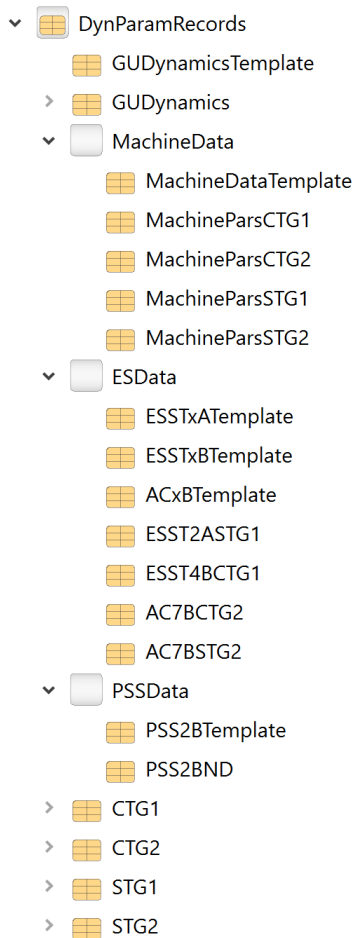 DynParamRecords
GUDynamicsTemplate
GUDynamics
MachineData
MachineDataTemplate
MachineParsCTG1
MachineParsCTG2
MachineParsSTG1
MachineParsSTG2
ESData
ESSTxATemplate
ESSTxBTemplate
ACxBTemplate
ESST2ASTG1
ESST4BCTG1
AC7BCTG2
AC7BSTG2
PSSData
PSS2BTemplate
PSS2BND
CTG1
CTG2
STG1
STG2